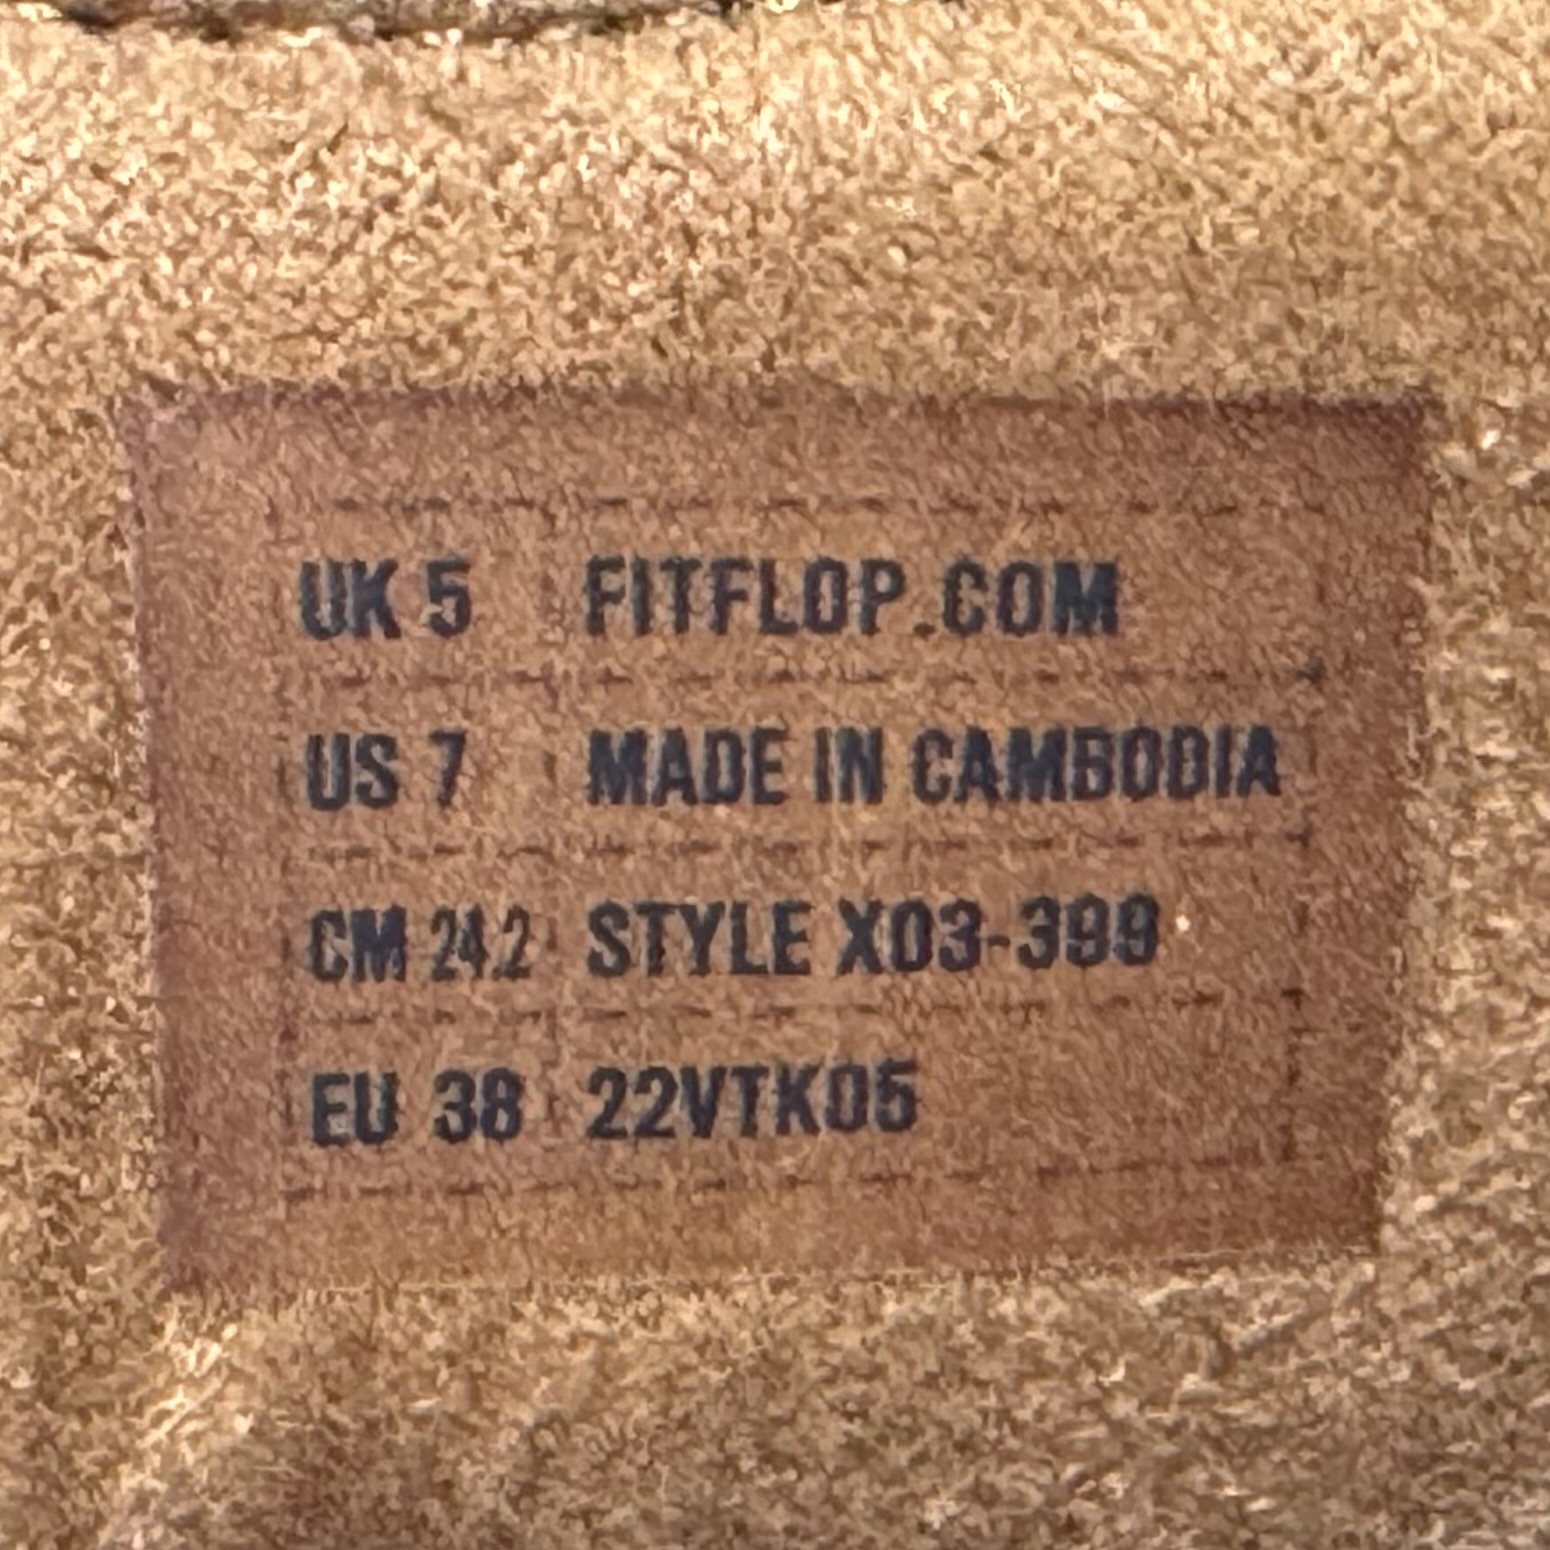 UK 5 FITFLOP.COM
US 7 MADE IN CAMBODIA
CM 24.2 STYLE X03-399
EU 38 22VTK05